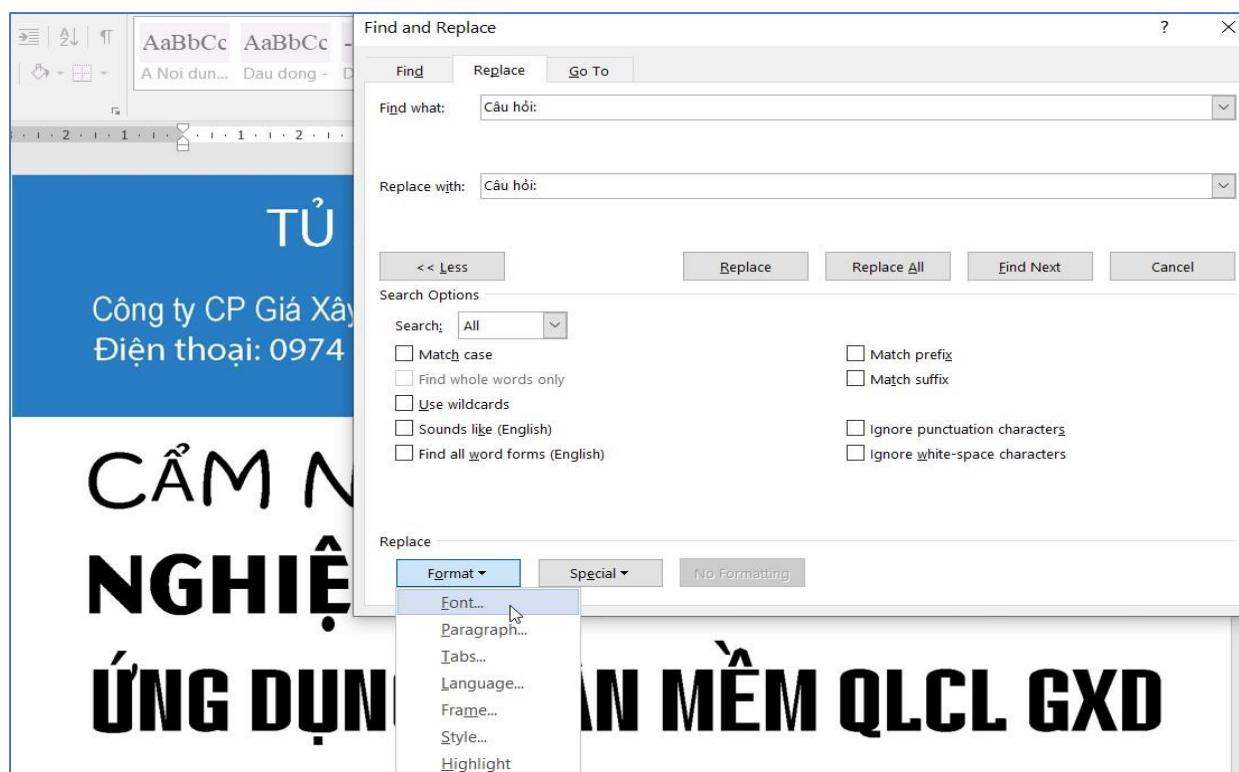 AaBbCc AaBbCc
A Noi dun... Dau dong -
2 1 1 2
TỦ
Công ty CP Giá Xây
Điện thoại: 0974
CẨM N
NGHIỆ
ỨNG DỤN
ẦN MỀM QLCL GXD
Find and Replace ?
Find Replace Go To
Find what: Câu hỏi:
Replace with: Câu hỏi:
<< Less Replace Replace All Find Next Cancel
Search Options
Search: All
Match case Match prefix
Find whole words only Match suffix
Use wildcards
Sounds like (English) Ignore punctuation characters
Find all word forms (English) Ignore white-space characters
Replace
Format Special No Formatting
Font...
Paragraph...
Tabs...
Language...
Frame...
Style...
Highlight